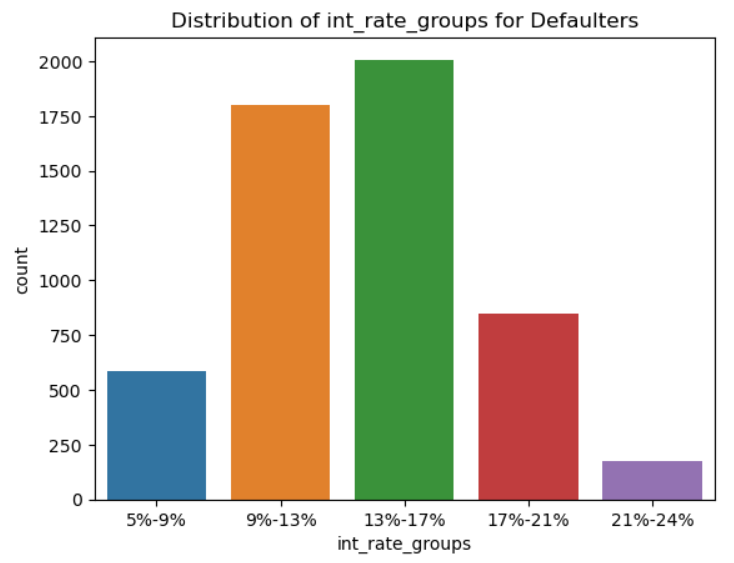 Distribution of int_rate_groups for Defaulters
2000
1750
1500
1250
1000
750
500
250
0
count
5%-9% 9%-13% 13%-17% 17%-21% 21%-24%
int_rate_groups